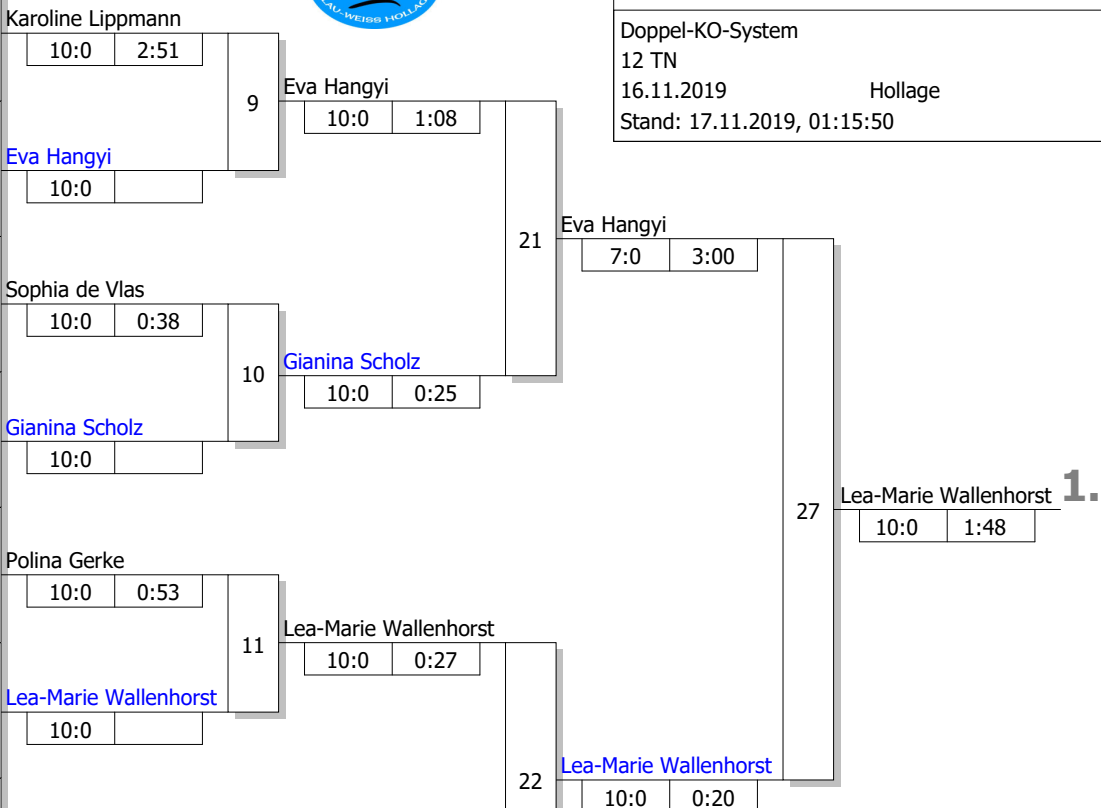 AU-WEISS HOLLAG
Doppel-KO-System
12 TN
16.11.2019 Hollage
Stand: 17.11.2019, 01:15:50
Karoline Lippmann
10:0 2:51
9
Eva Hangyi
10:0 1:08
Eva Hangyi
10:0
21
Eva Hangyi
7:0 3:00
Sophia de Vlas
10:0 0:38
10
Gianina Scholz
10:0 0:25
Gianina Scholz
10:0
27
Lea-Marie Wallenhorst 1.
10:0 1:48
Polina Gerke
10:0 0:53
11
Lea-Marie Wallenhorst
10:0 0:27
Lea-Marie Wallenhorst
10:0
22
Lea-Marie Wallenhorst
10:0 0:20